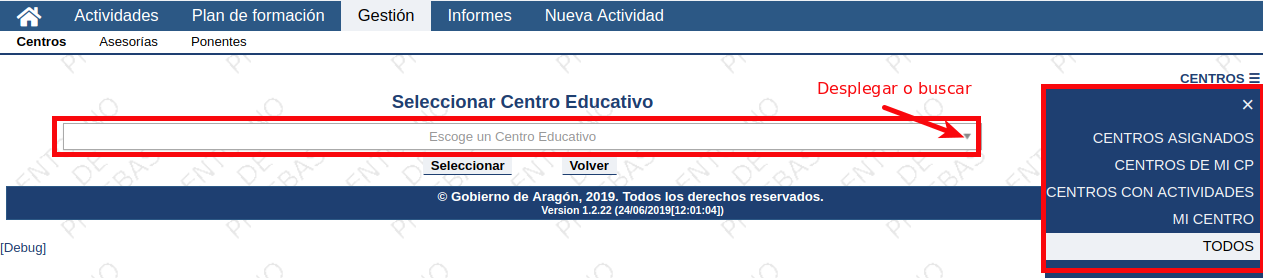 Actividades Plan de formación Gestión Informes Nueva Actividad
Centros Asesorías Ponentes
CENTROS
Desplegar o buscar
Seleccionar Centro Educativo
×
Escoge un Centro Educativo
CENTROS ASIGNADOS
Seleccionar Volver
CENTROS DE MI CP
CENTROS CON ACTIVIDADES
© Gobierno de Aragón, 2019. Todos los derechos reservados.
Version 1.2.22 (24/06/2019[12:01:04])
MI CENTRO
TODOS
[Debug]